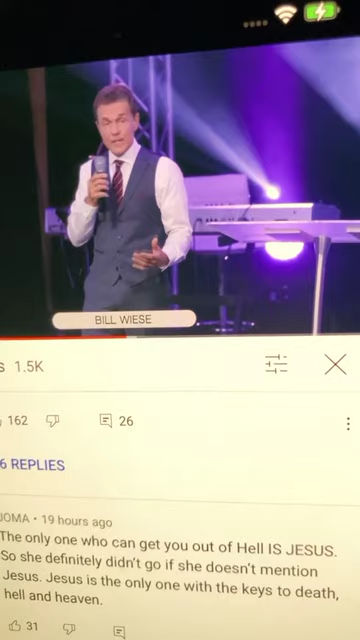 BILL WIESE
s 1.5K
162
26
6 REPLIES
JOMA • 19 hours ago
The only one who can get you out of Hell IS JESUS.
So she definitely didn't go if she doesn't mention
Jesus. Jesus is the only one with the keys to death,
hell and heaven.
31